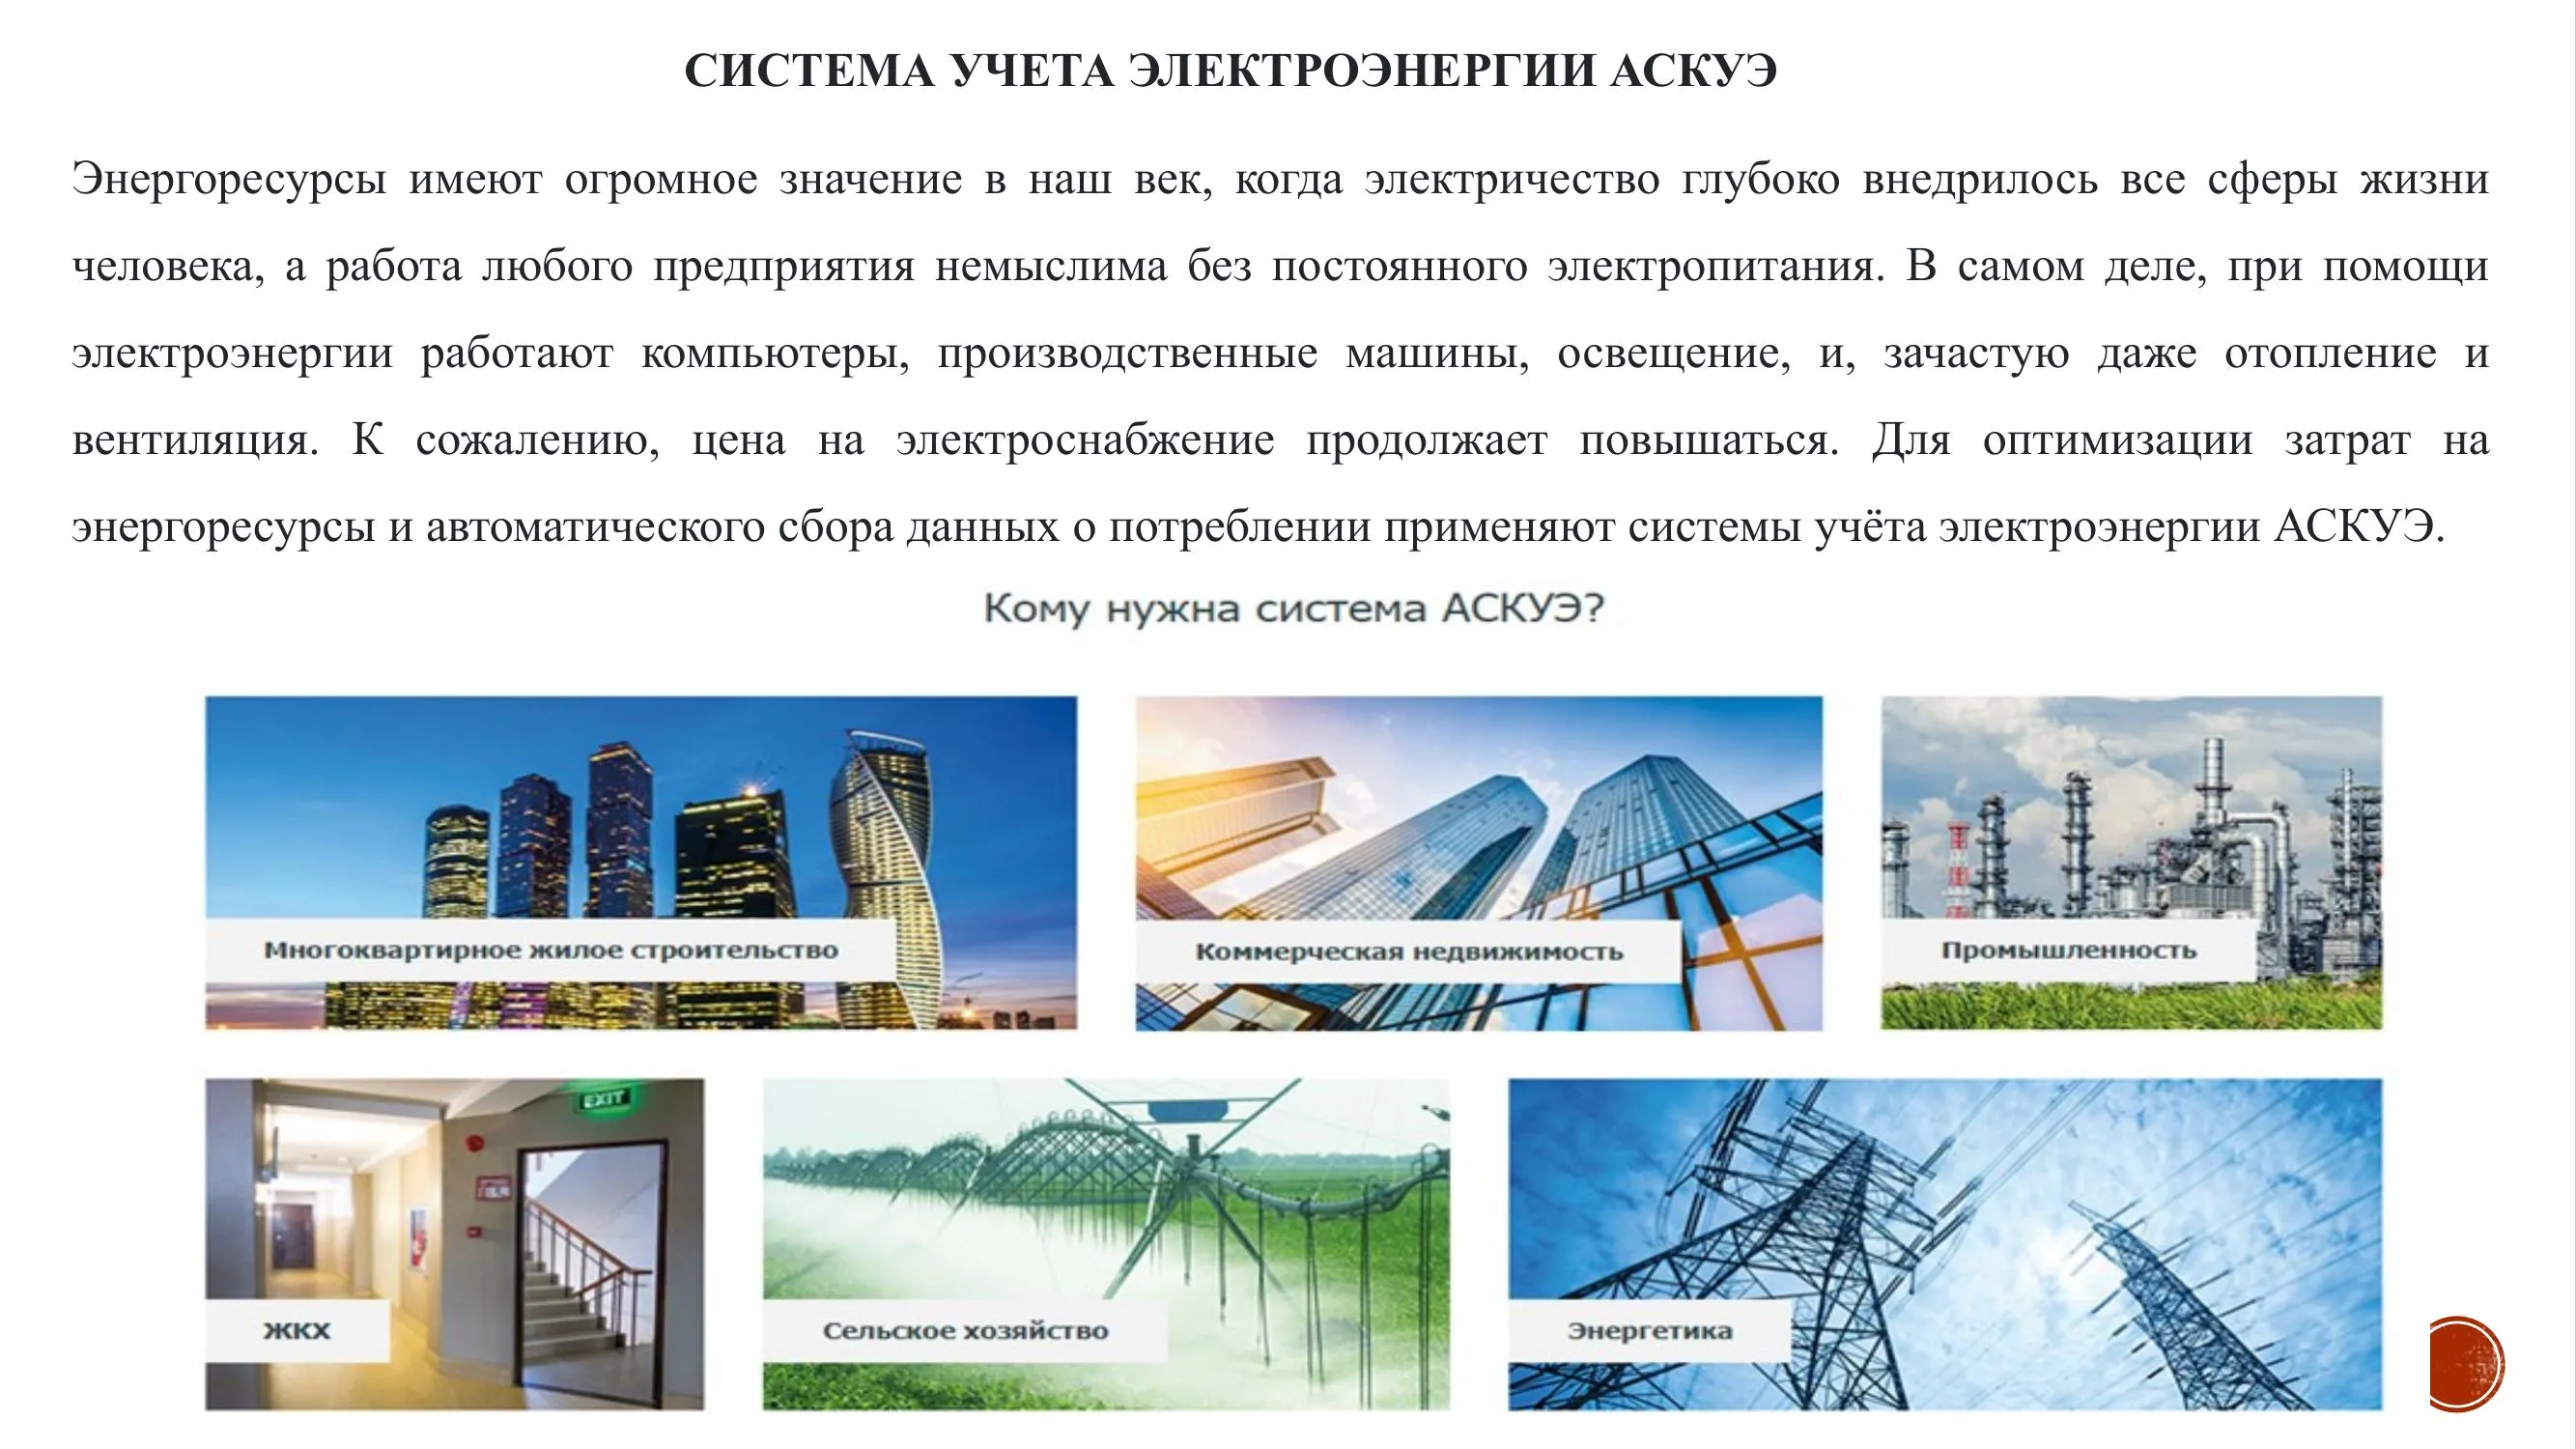 СИСТЕМА УЧЕТА ЭЛЕКТРОЭНЕРГИИ АСКУЭ
Энергоресурсы имеют огромное значение в наш век, когда электричество глубоко внедрилось все сферы жизни
человека, а работа любого предприятия немыслима без постоянного электропитания. В самом деле, при помощи
электроэнергии работают компьютеры, производственные машины, освещение, и, зачастую даже отопление и
вентиляция. К сожалению, цена на электроснабжение продолжает повышаться. Для оптимизации затрат на
энергоресурсы и автоматического сбора данных о потреблении применяют системы учёта электроэнергии АСКУЭ.
Кому нужна система АСКУЭ?
Многоквартирное жилое строительство
Коммерческая недвижимость
Промышленность
EXIT
ЖКХ
Сельское хозяйство
Энергетика